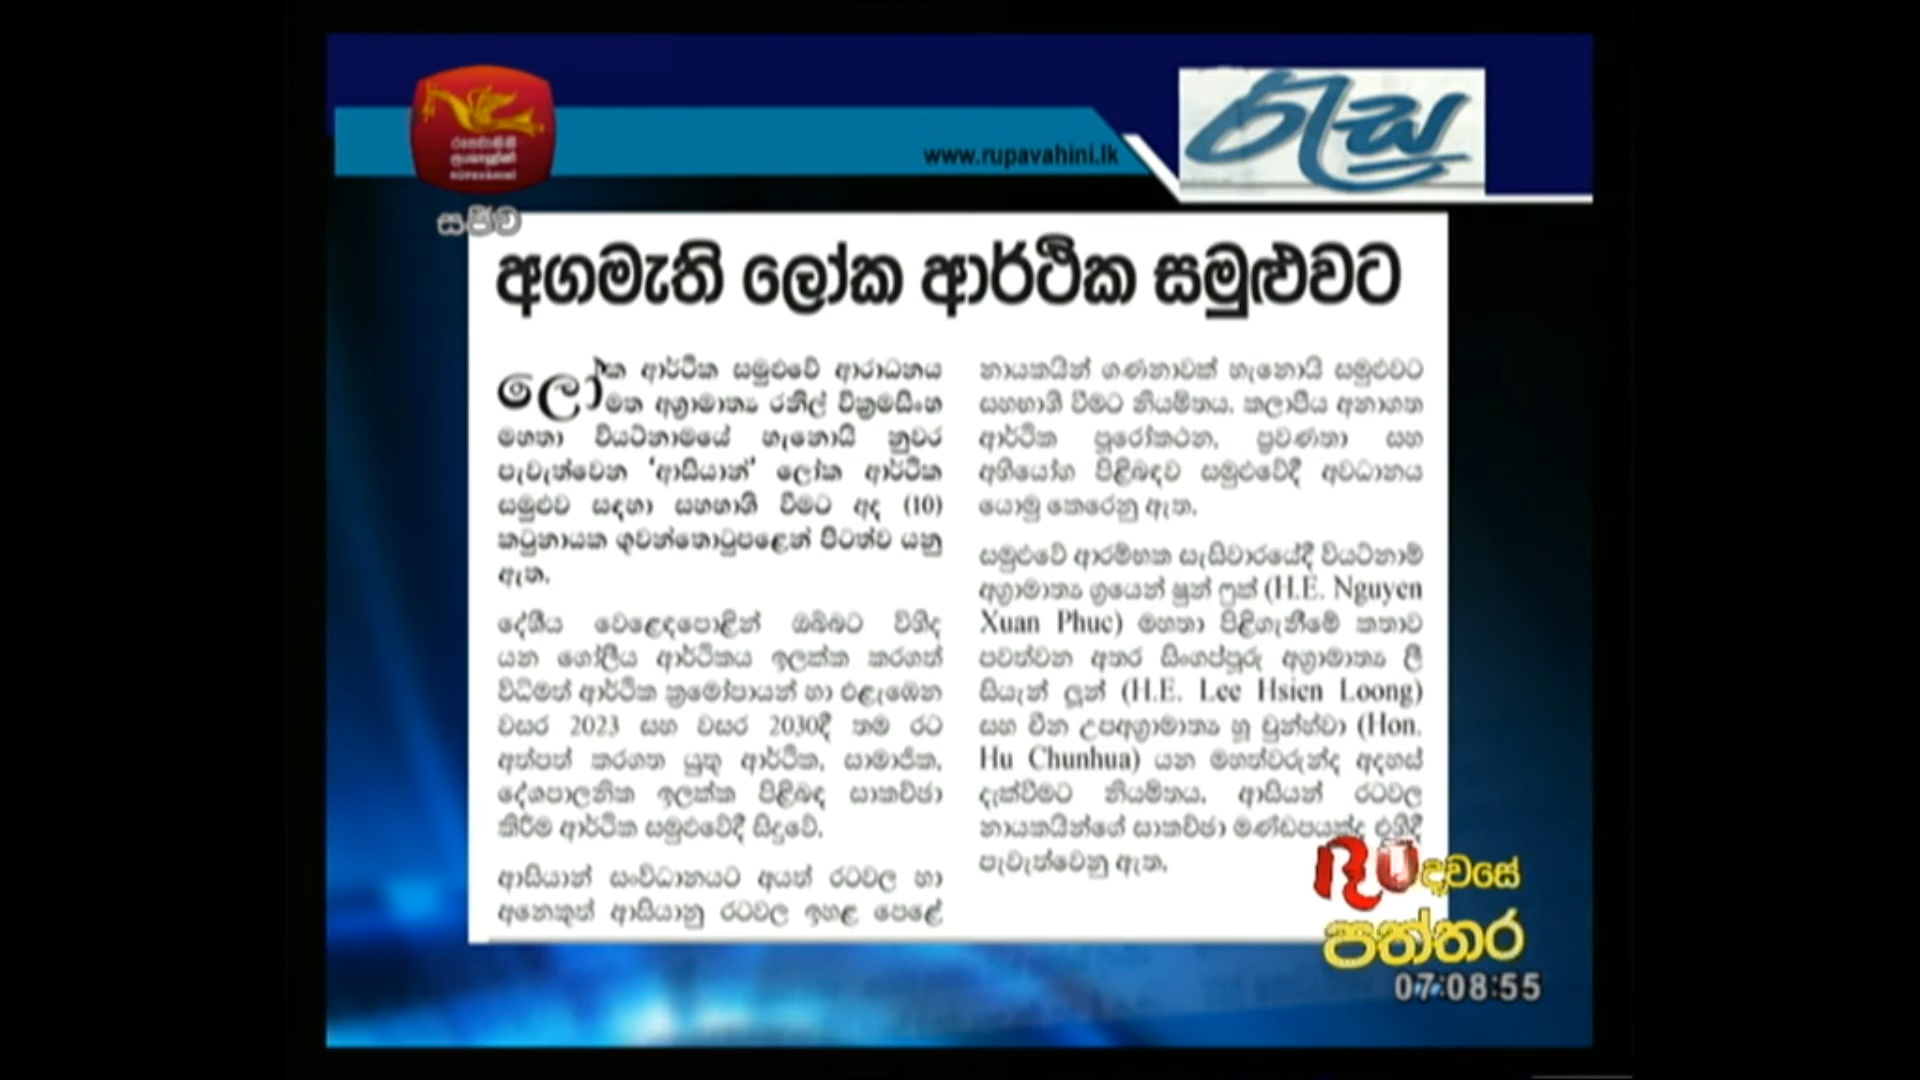 රූපවාහිනී
RUPAVAHINI
www.rupavahini.lk
රැසු
සජීව
අගමැති ලෝක ආර්ථික සමුළුවට
ලෝක ආර්ථික සමුළුවේ ආරාධනය
මත අග්‍රාමාත්‍ය රනිල් වික්‍රමසිංහ
මහතා වියට්නාමයේ හැනොයි නුවර
පැවැත්වෙන ‘ආසියාන්’ ලෝක ආර්ථික
සමුළුව සඳහා සහභාගි වීමට අද (10)
කටුනායක ගුවන්තොටුපළෙන් පිටත්ව යනු
ඇත.
දේශීය වෙළෙඳපොළින් ඔබ්බට විහිද
යන ගෝලීය ආර්ථිකය ඉලක්ක කරගත්
විධිමත් ආර්ථික ක්‍රමෝපායන් හා එළැඹෙන
වසර 2023 සහ වසර 2030දී තම රට
අත්පත් කරගත යුතු ආර්ථික, සාමාජික,
දේශපාලනික ඉලක්ක පිළිබඳ සාකච්ඡා
කිරීම ආර්ථික සමුළුවේදී සිදුවේ.
ආසියාන් සංවිධානයට අයත් රටවල හා
අනෙකුත් ආසියානු රටවල ඉහළ පෙළේ
නායකයින් ගණනාවක් හැනොයි සමුළුවට
සහභාගි වීමට නියමිතය. කලාපීය අනාගත
ආර්ථික පුරෝකථන, ප්‍රවණතා සහ
අභියෝග පිළිබඳව සමුළුවේදී අවධානය
යොමු කෙරෙනු ඇත.
සමුළුවේ ආරම්භක සැසිවාරයේදී වියට්නාම්
අග්‍රාමාත්‍ය ග්‍රයෙන් ෂුන් ෆුක් (H.E. Nguyen
Xuan Phuc) මහතා පිළිගැනීමේ කතාව
පවත්වන අතර සිංගප්පූරු අග්‍රාමාත්‍ය ලී
සියැන් ලූන් (H.E. Lee Hsien Loong)
සහ චීන උපඅග්‍රාමාත්‍ය හූ චුන්හ්වා (Hon.
Hu Chunhua) යන මහත්වරුන්ද අදහස්
දැක්වීමට නියමිතය. ආසියන් රටවල
නායකයින්ගේ සාකච්ඡා මණ්ඩපයක්ද එහිදී
පැවැත්වෙනු ඇත.
දවසේ
පත්තර
07:08:55